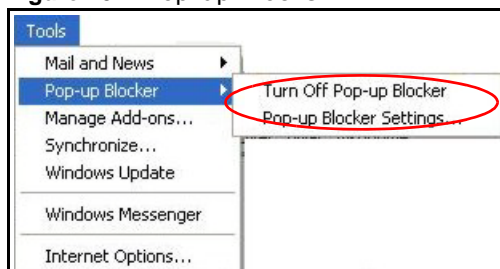 Tools
Mail and News
Pop-up Blocker
Turn Off Pop-up Blocker
Manage Add-ons...
Pop-up Blocker Settings...
Synchronize...
Windows Update
Windows Messenger
Internet Options...